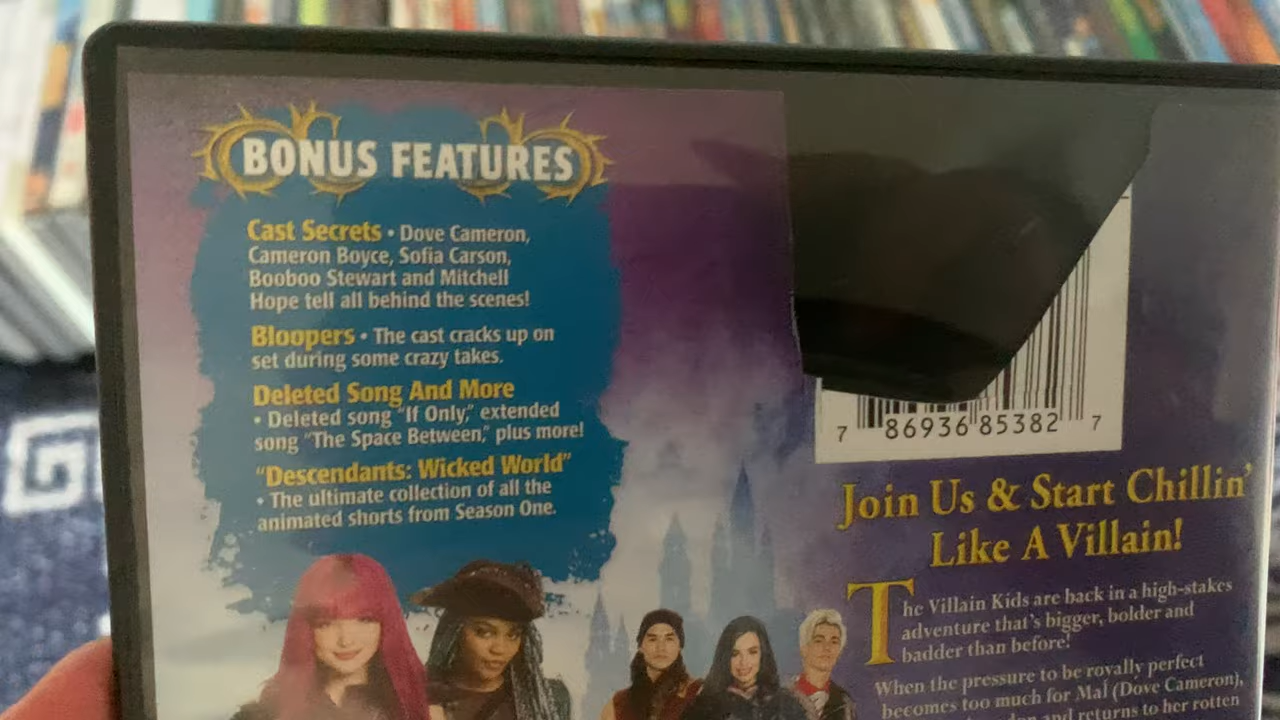 BONUS FEATURES
Cast Secrets • Dove Cameron,
Cameron Boyce, Sofia Carson,
Booboo Stewart and Mitchell
Hope tell all behind the scenes!
Bloopers • The cast cracks up on
set during some crazy takes.
Deleted Song And More
• Deleted song "If Only," extended
song "The Space Between," plus more!
"Descendants: Wicked World"
• The ultimate collection of all the
animated shorts from Season One.
7 86936 85382 7
Join Us & Start Chillin'
Like A Villain!
The Villain Kids are back in a high-stakes
adventure that's bigger, bolder and
badder than before!
When the pressure to be royally perfect
becomes too much for Mal (Dove Cameron),
and returns to her rotten